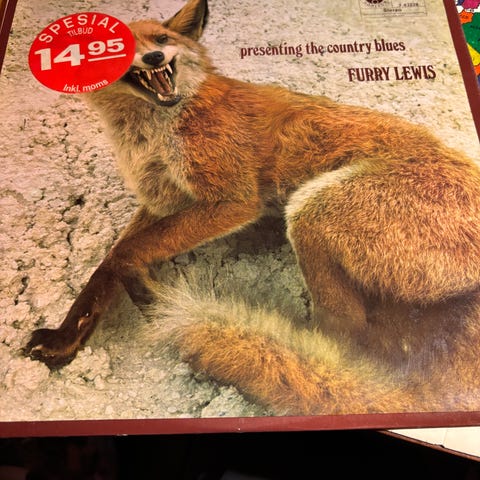 SPESIAL
TILBUD
14.95
Inkl. moms
Stereo
presenting the country blues
FURRY LEWIS